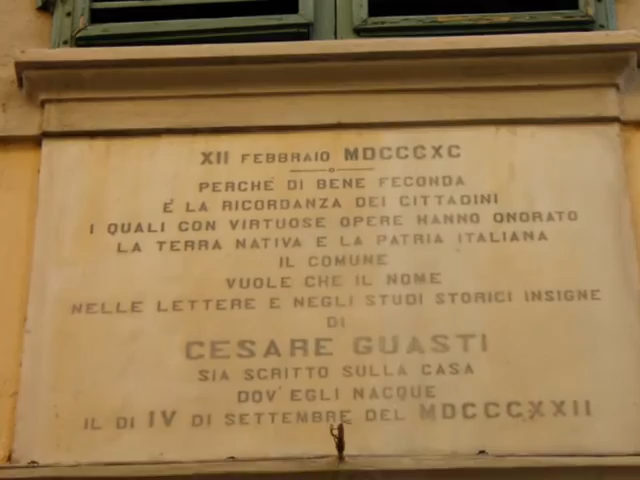 XII FEBBRAIO MDCCCXC
PERCHÈ DI BENE FECONDA
E' LA RICORDANZA DEI CITTADINI
I QUALI CON VIRTUOSE OPERE HANNO ONORATO
LA TERRA NATIVA E LA PATRIA ITALIANA
IL COMUNE
VUOLE CHE IL NOME
NELLE LETTERE E NEGLI STUDI STORICI INSIGNE
DI
CESARE GUASTI
SIA SCRITTO SULLA CASA
DOV' EGLI NACQUE
IL DI IV DI SETTEMBRE DEL MDCCCXXII